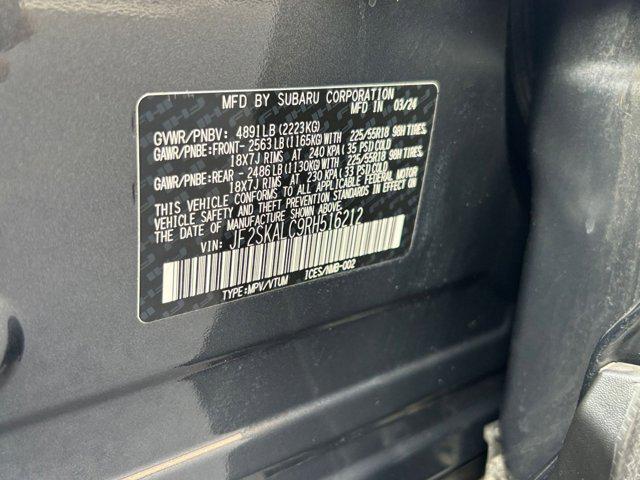 MFD BY SUBARU CORPORATION
MFD IN 03/24
GVWR/PNBV: 4891LB (2223KG)
GAWR/PNBE:FRONT- 2563LB(1165KG)WITH 225/55R18 98H TIRES.
18X7J RIMS AT 240 KPA(35 PSI)COLD
GAWR/PNBE:REAR - 2486LB(1130KG)WITH 225/55R18 98H TIRES.
18X7J RIMS AT 230 KPA(33 PSI)COLD
THIS VEHICLE CONFORMS TO ALL APPLICABLE FEDERAL MOTOR
VEHICLE SAFETY AND THEFT PREVENTION STANDARDS IN EFFECT ON
THE DATE OF MANUFACTURE SHOWN ABOVE.
VIN: JF2SKALC9RH516212
TYPE:MPV/VTUM ICES/NMB-002